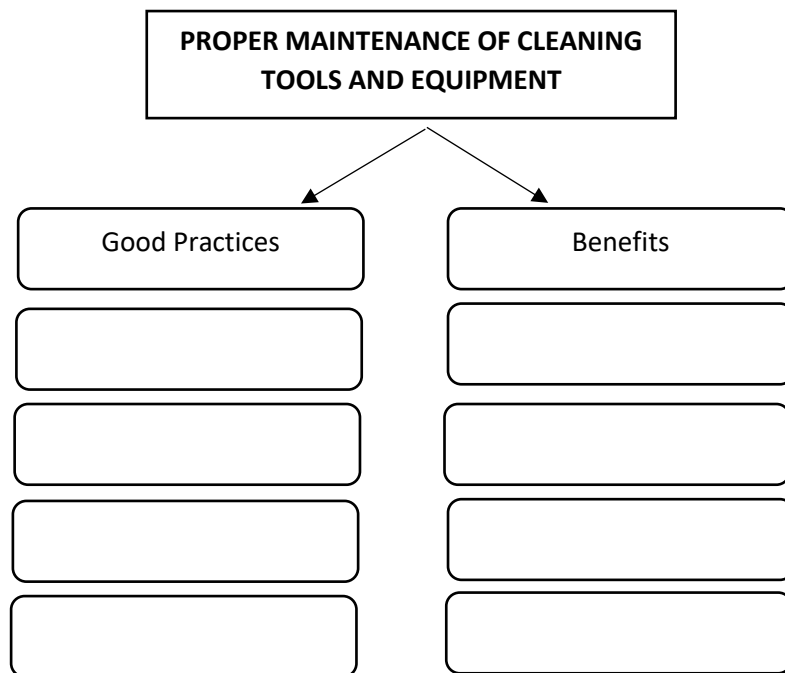 PROPER MAINTENANCE OF CLEANING
TOOLS AND EQUIPMENT
Good Practices
Benefits